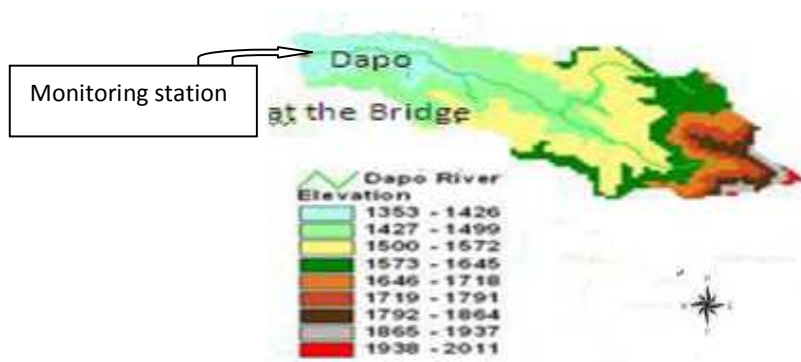 Dapo
Monitoring station
at the Bridge
Dapo River
Elevation
1353 - 1426
1427 - 1499
1500 - 1572
1573 - 1645
1646 - 1718
1719 - 1791
1792 - 1864
1865 - 1937
1938 - 2011